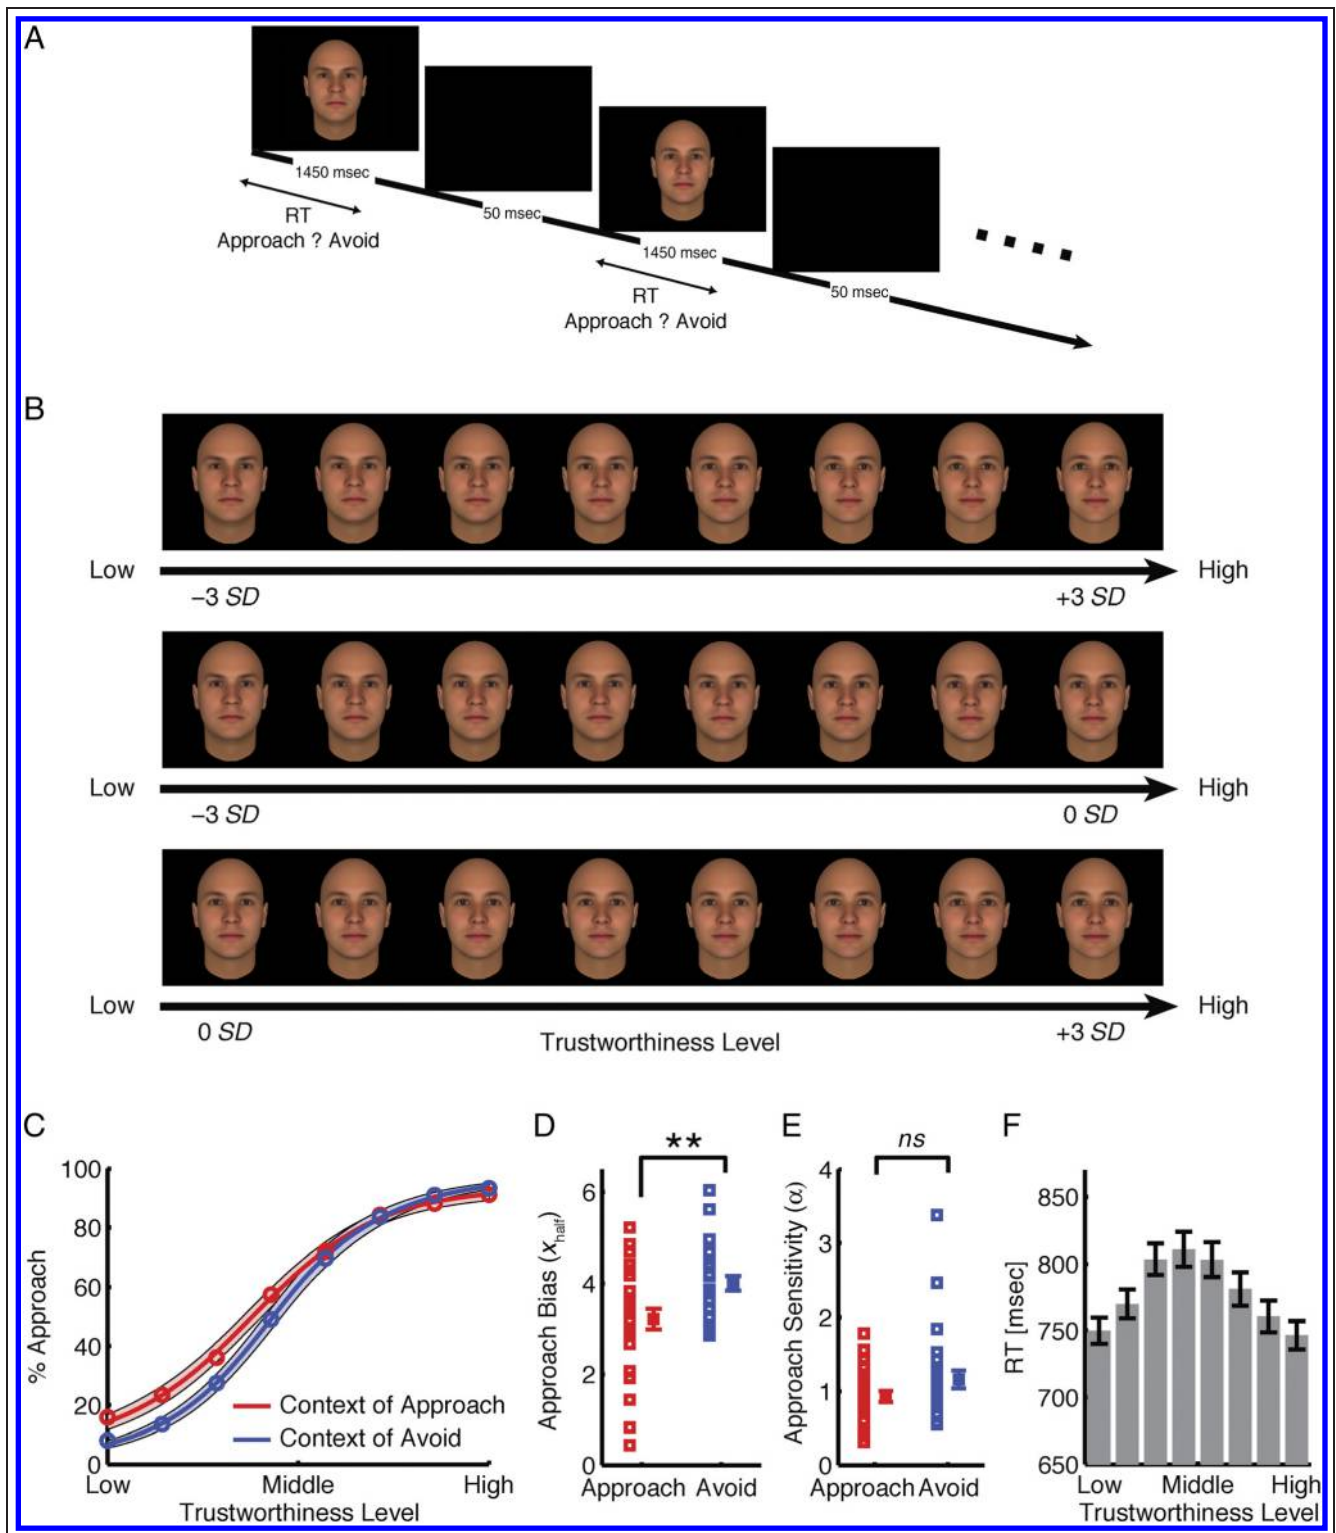 A
1450 msec
RT
Approach ? Avoid
50 msec
1450 msec
RT
Approach ? Avoid
50 msec
B
Low High
−3 SD +3 SD
Low High
−3 SD 0 SD
Low High
0 SD +3 SD
Trustworthiness Level
C
% Approach
100
80
60
40
20
0
Context of Approach
Context of Avoid
Low Middle High
Trustworthiness Level
D
**
Approach Bias (xhalf)
6
4
2
0
Approach Avoid
E
ns
Approach Sensitivity (α)
4
3
2
1
0
Approach Avoid
F
RT [msec]
850
800
750
700
650
Low Middle High
Trustworthiness Level